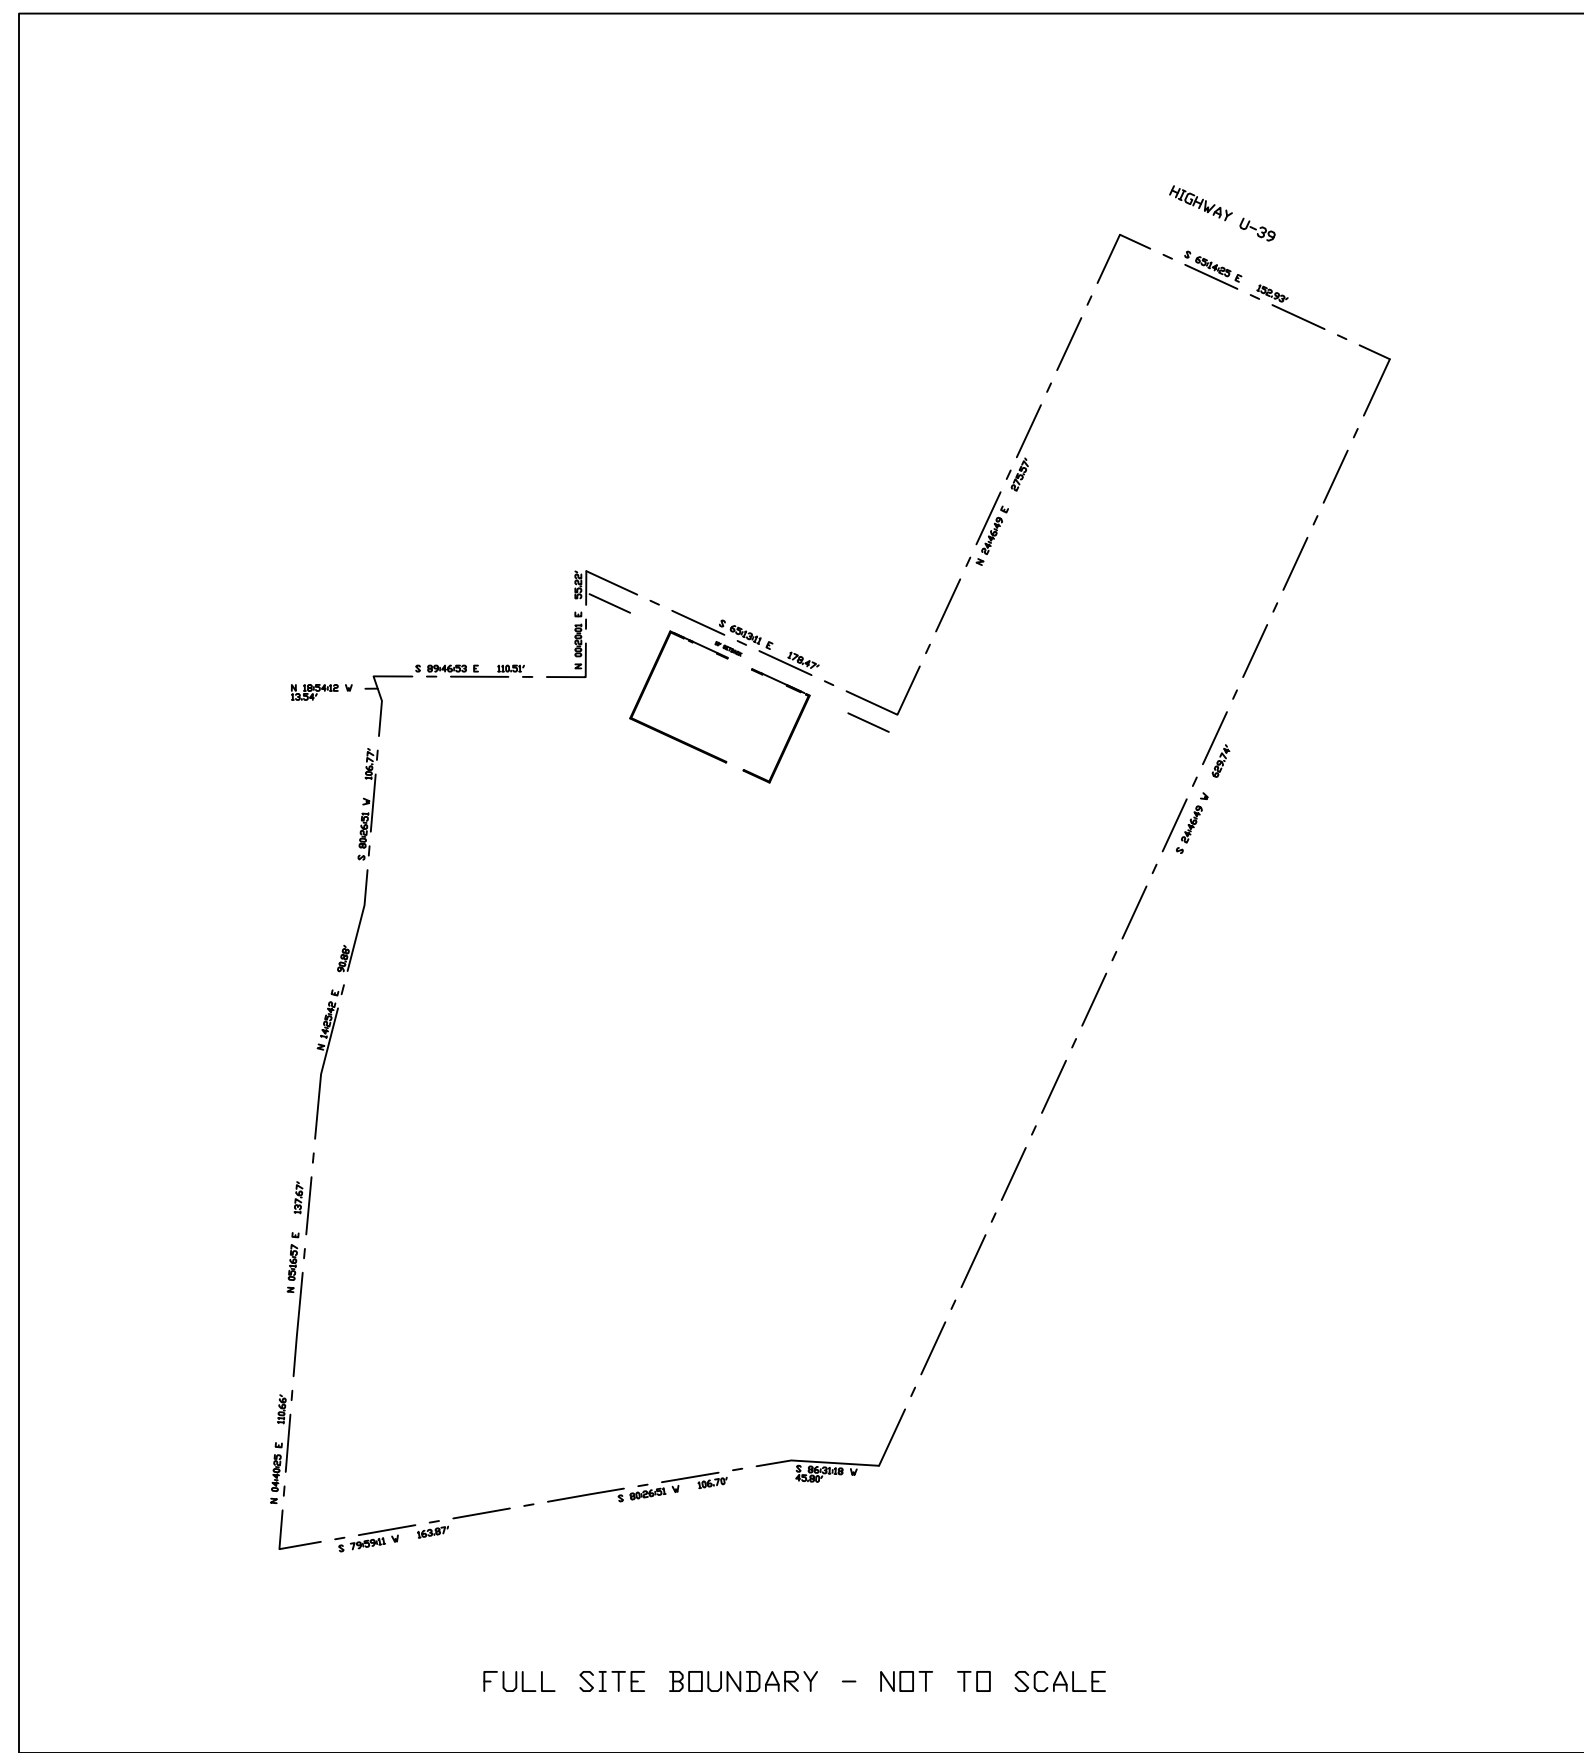 HIGHWAY U-39
S 65:14:25 E 152.93'
N 24:46:49 E 275.57'
S 65:13:11 E 178.47'
N 00:20:01 E 55.22'
S 89:46:53 E 110.51'
N 18:54:12 W
13.54'
S 80:26:51 W 106.77'
S 24:46:49 W 629.74'
N 14:25:42 E 90.88'
N 05:16:57 E 137.67'
N 04:40:25 E 110.66'
S 86:31:18 W
45.80'
S 80:26:51 W 106.70'
S 79:59:11 W 163.87'
FULL SITE BOUNDARY - NOT TO SCALE